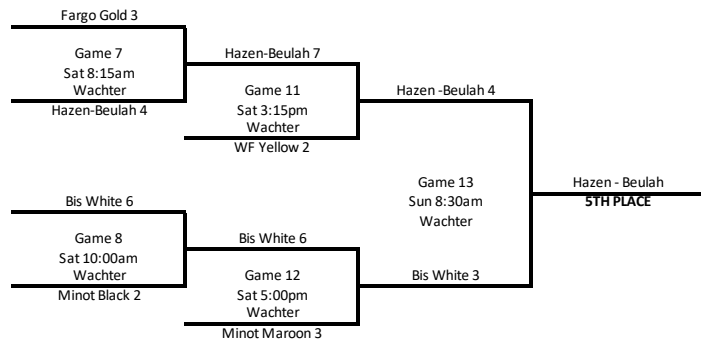 Fargo Gold 3
Game 7
Sat 8:15am
Wachter
Hazen-Beulah 4
Hazen-Beulah 7
Game 11
Sat 3:15pm
Wachter
WF Yellow 2
Hazen -Beulah 4
Game 13
Sun 8:30am
Wachter
Hazen - Beulah
5TH PLACE
Bis White 6
Game 8
Sat 10:00am
Wachter
Minot Black 2
Bis White 6
Game 12
Sat 5:00pm
Wachter
Minot Maroon 3
Bis White 3